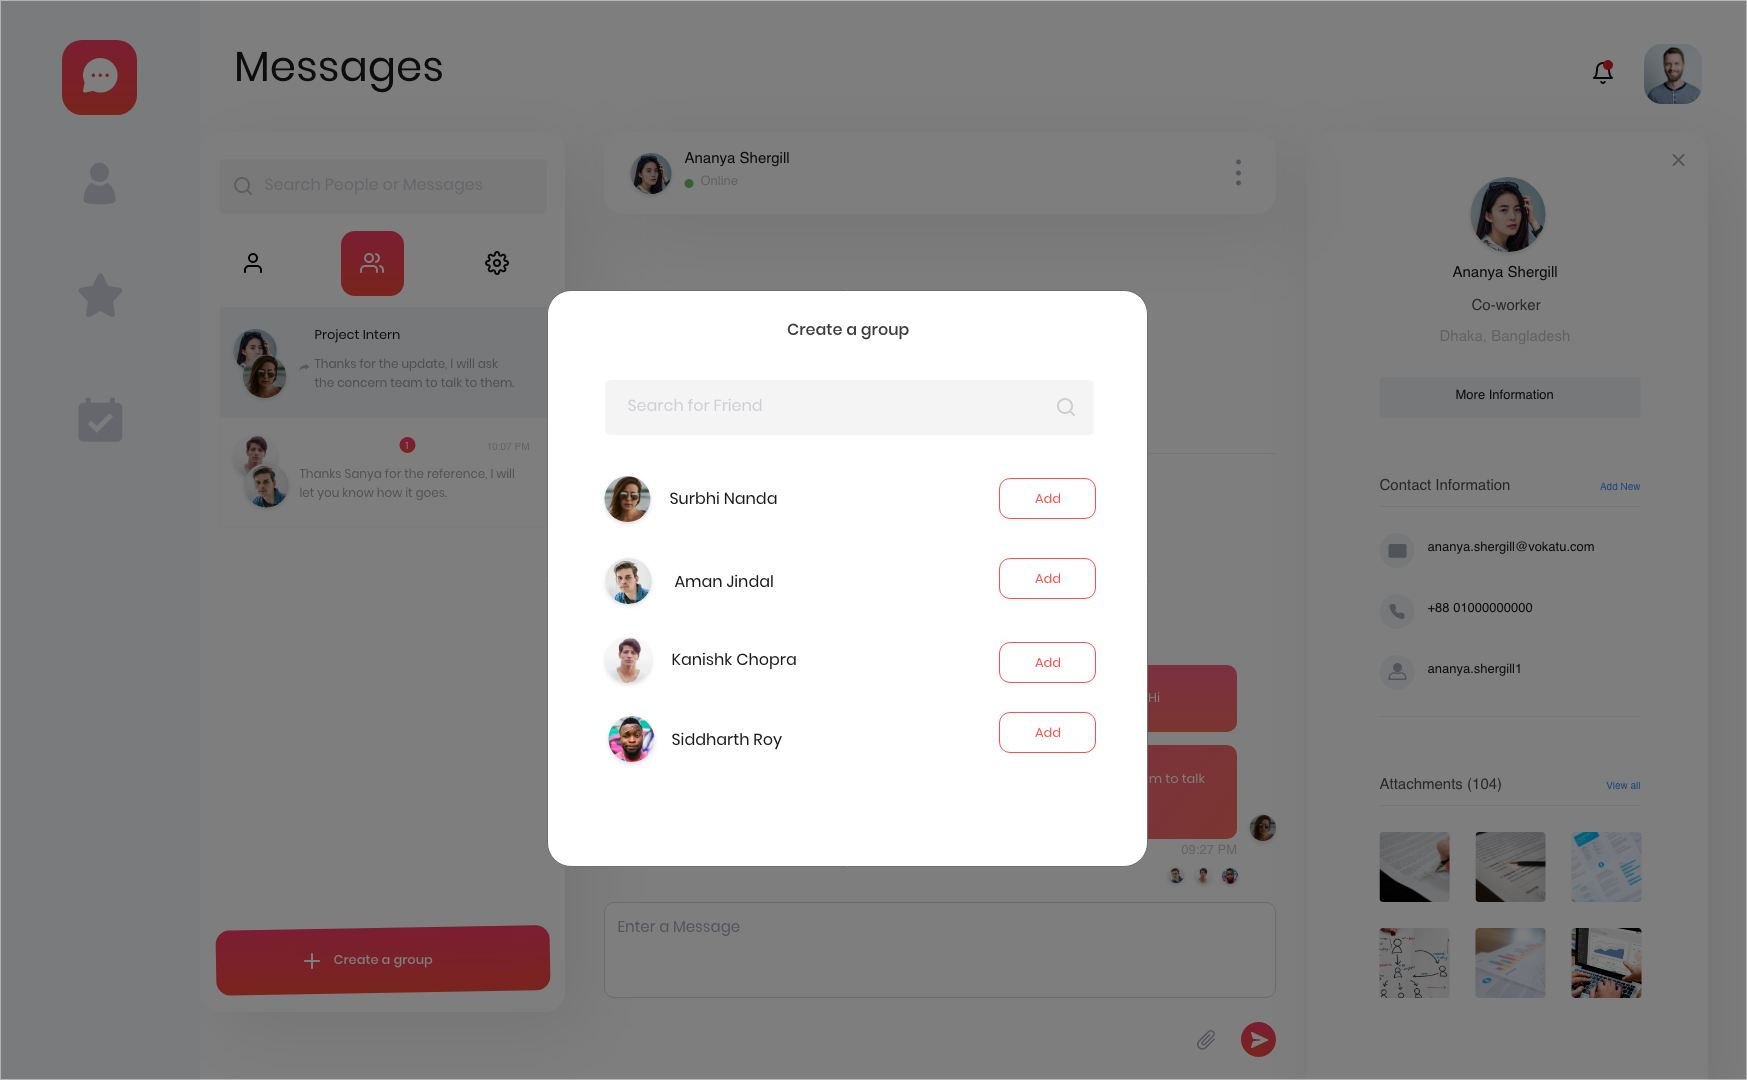 Messages
Search People or Messages
Project Intern
Thanks for the update, I will ask
the concern team to talk to them.
1
10:07 PM
Thanks Sanya for the reference, I will
let you know how it goes.
Create a group
Ananya Shergill
Online
Create a group
Search for Friend
Surbhi Nanda
Add
Aman Jindal
Add
Kanishk Chopra
Add
Siddharth Roy
Add
Hi
m to talk
09:27 PM
Enter a Message
Ananya Shergill
Co-worker
Dhaka, Bangladesh
More Information
Contact Information
Add New
ananya.shergill@vokatu.com
+88 01000000000
ananya.shergill1
Attachments (104)
View all